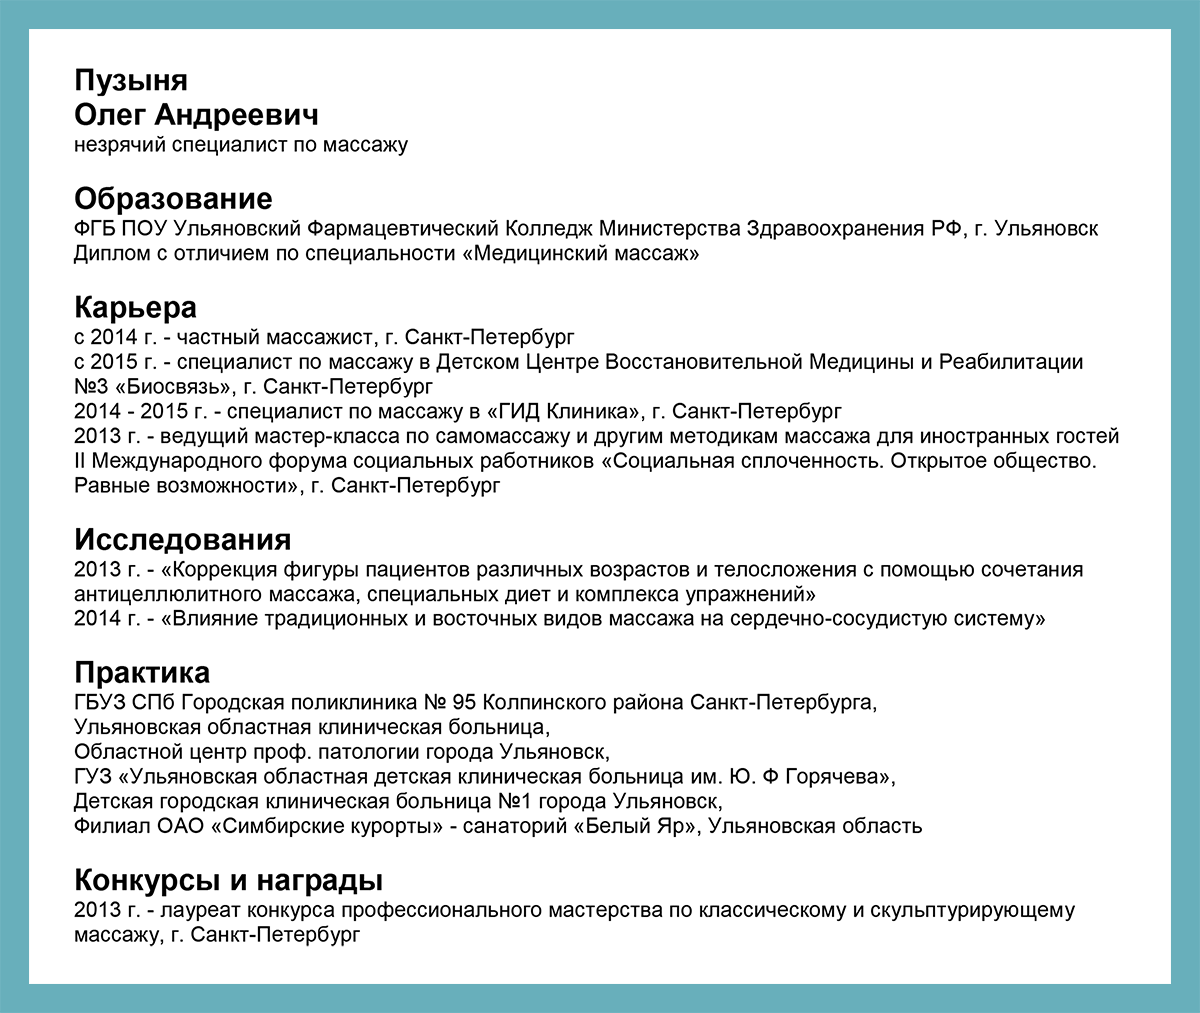 Пузыня
Олег Андреевич
незрячий специалист по массажу
Образование
ФГБ ПОУ Ульяновский Фармацевтический Колледж Министерства Здравоохранения РФ, г. Ульяновск
Диплом с отличием по специальности «Медицинский массаж»
Карьера
с 2014 г. - частный массажист, г. Санкт-Петербург
с 2015 г. - специалист по массажу в Детском Центре Восстановительной Медицины и Реабилитации
№3 «Биосвязь», г. Санкт-Петербург
2014 - 2015 г. - специалист по массажу в «ГИД Клиника», г. Санкт-Петербург
2013 г. - ведущий мастер-класса по самомассажу и другим методикам массажа для иностранных гостей
II Международного форума социальных работников «Социальная сплоченность. Открытое общество.
Равные возможности», г. Санкт-Петербург
Исследования
2013 г. - «Коррекция фигуры пациентов различных возрастов и телосложения с помощью сочетания
антицеллюлитного массажа, специальных диет и комплекса упражнений»
2014 г. - «Влияние традиционных и восточных видов массажа на сердечно-сосудистую систему»
Практика
ГБУЗ СПб Городская поликлиника № 95 Колпинского района Санкт-Петербурга,
Ульяновская областная клиническая больница,
Областной центр проф. патологии города Ульяновск,
ГУЗ «Ульяновская областная детская клиническая больница им. Ю. Ф Горячева»,
Детская городская клиническая больница №1 города Ульяновск,
Филиал ОАО «Симбирские курорты» - санаторий «Белый Яр», Ульяновская область
Конкурсы и награды
2013 г. - лауреат конкурса профессионального мастерства по классическому и скульптурирующему
массажу, г. Санкт-Петербург